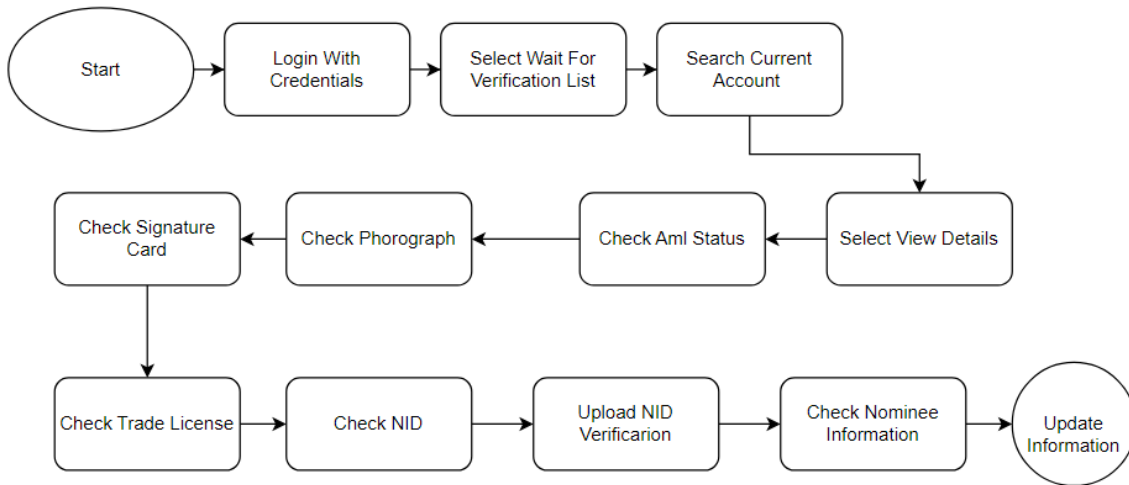 Start
Login With
Credentials
Select Wait For
Verification List
Search Current
Account
Select View Details
Check Aml Status
Check Phorograph
Check Signature
Card
Check Trade License
Check NID
Upload NID
Verificarion
Check Nominee
Information
Update
Information